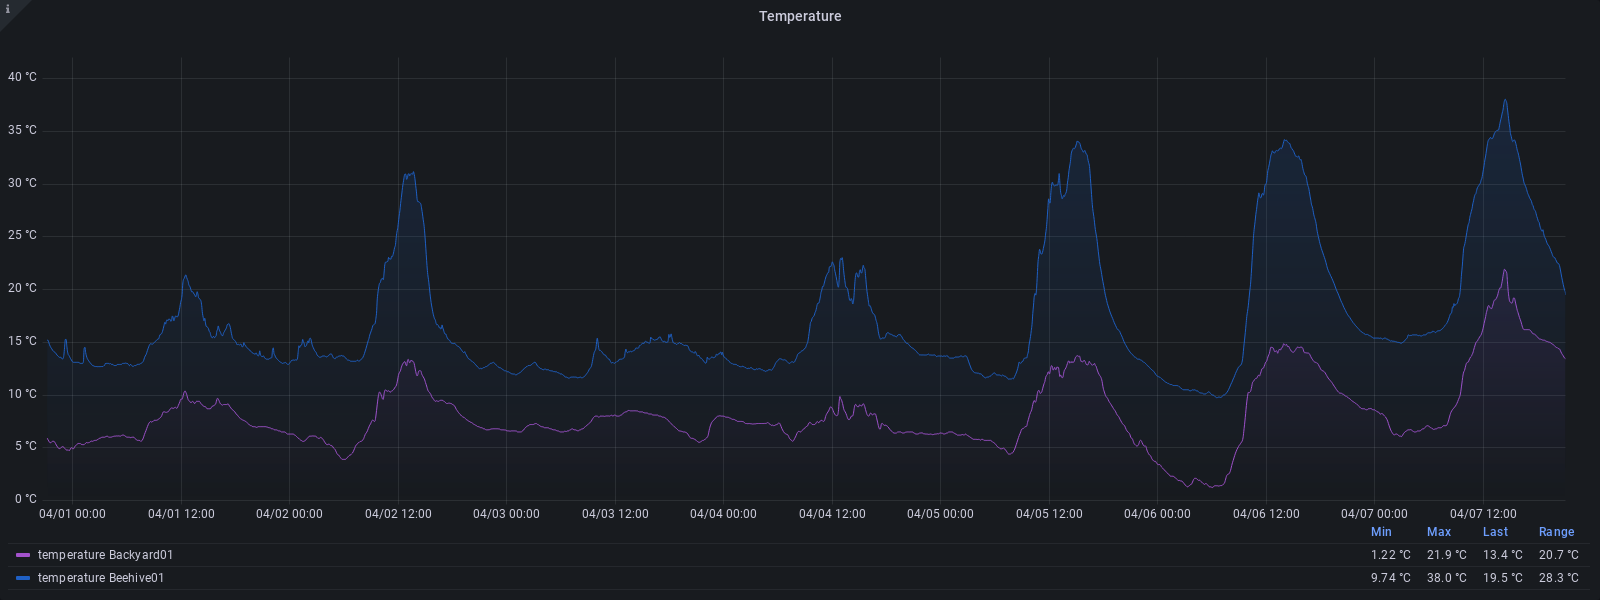 i
Temperature
40 °C
35 °C
30 °C
25 °C
20 °C
15 °C
10 °C
5 °C
0 °C
04/01 00:00 04/01 12:00 04/02 00:00 04/02 12:00 04/03 00:00 04/03 12:00 04/04 00:00 04/04 12:00 04/05 00:00 04/05 12:00 04/06 00:00 04/06 12:00 04/07 00:00 04/07 12:00
Min Max Last Range
temperature Backyard01 1.22 °C 21.9 °C 13.4 °C 20.7 °C
temperature Beehive01 9.74 °C 38.0 °C 19.5 °C 28.3 °C